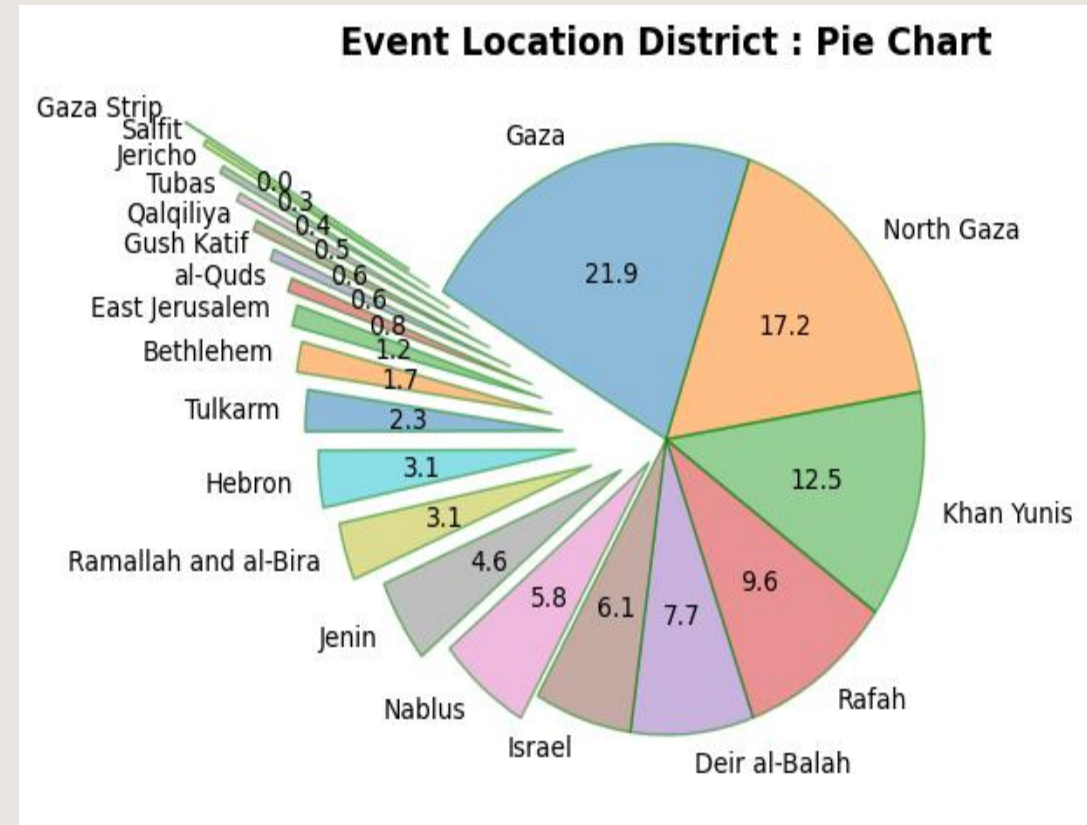 Event Location District : Pie Chart
Gaza Strip
Salfit
Jericho
Tubas
Qalqiliya
Gush Katif
al-Quds
East Jerusalem
Bethlehem
Tulkarm
Hebron
Ramallah and al-Bira
Jenin
Nablus
Israel
Deir al-Balah
Rafah
Khan Yunis
North Gaza
Gaza
0.0
0.3
0.4
0.5
0.6
0.6
0.8
1.2
1.7
2.3
3.1
3.1
4.6
5.8
6.1
7.7
9.6
12.5
17.2
21.9